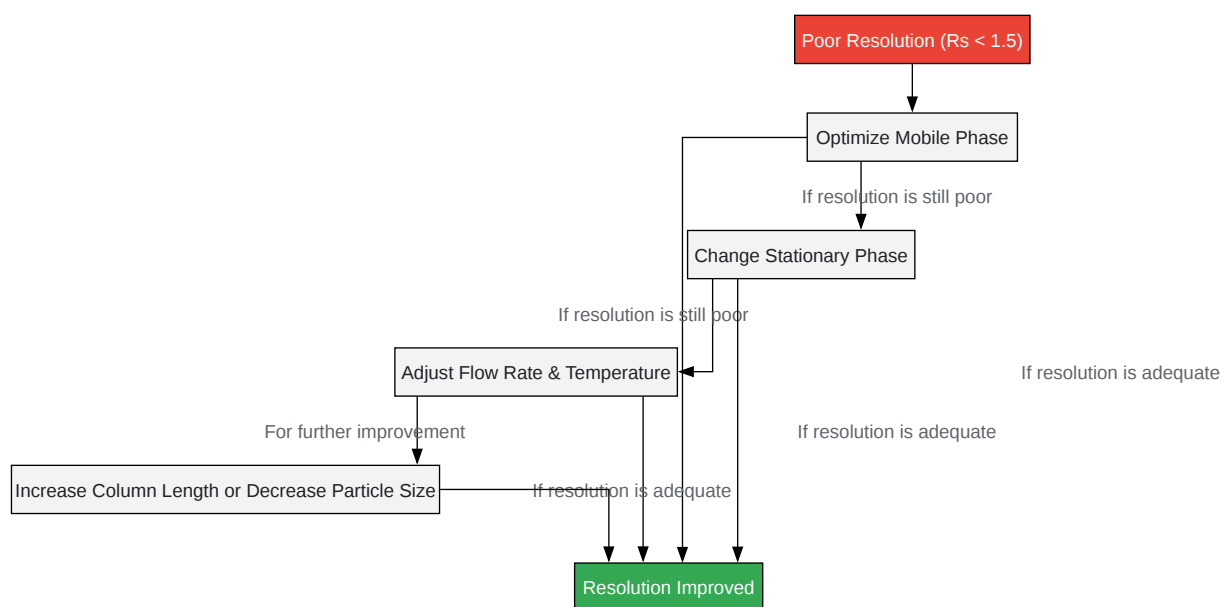 Poor Resolution (Rs < 1.5)
Optimize Mobile Phase
If resolution is still poor
Change Stationary Phase
If resolution is still poor
Adjust Flow Rate & Temperature
If resolution is adequate
For further improvement
If resolution is adequate
Increase Column Length or Decrease Particle Size
If resolution is adequate
Resolution Improved